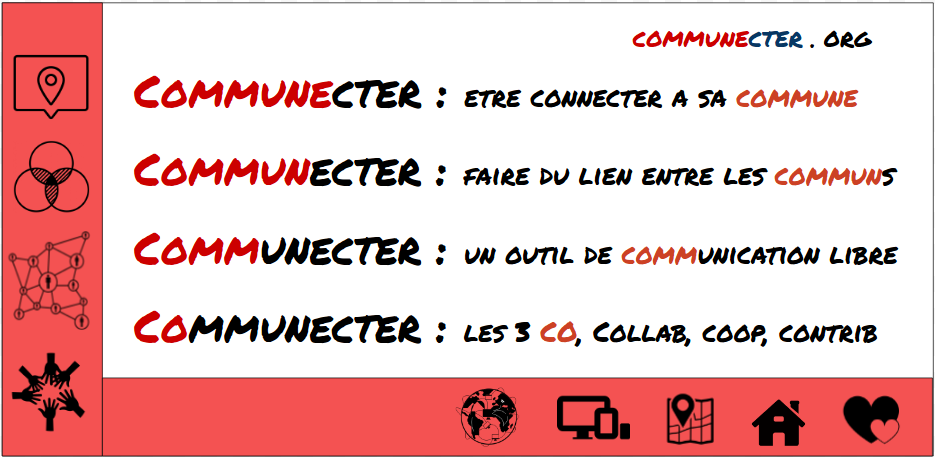 COMMUNECTER . ORG
COMMUNECTER : ETRE CONNECTER A SA COMMUNE
COMMUNECTER : FAIRE DU LIEN ENTRE LES COMMUNS
COMMUNECTER : UN OUTIL DE COMMUNICATION LIBRE
COMMUNECTER : LES 3 CO, COLLAB, COOP, CONTRIB